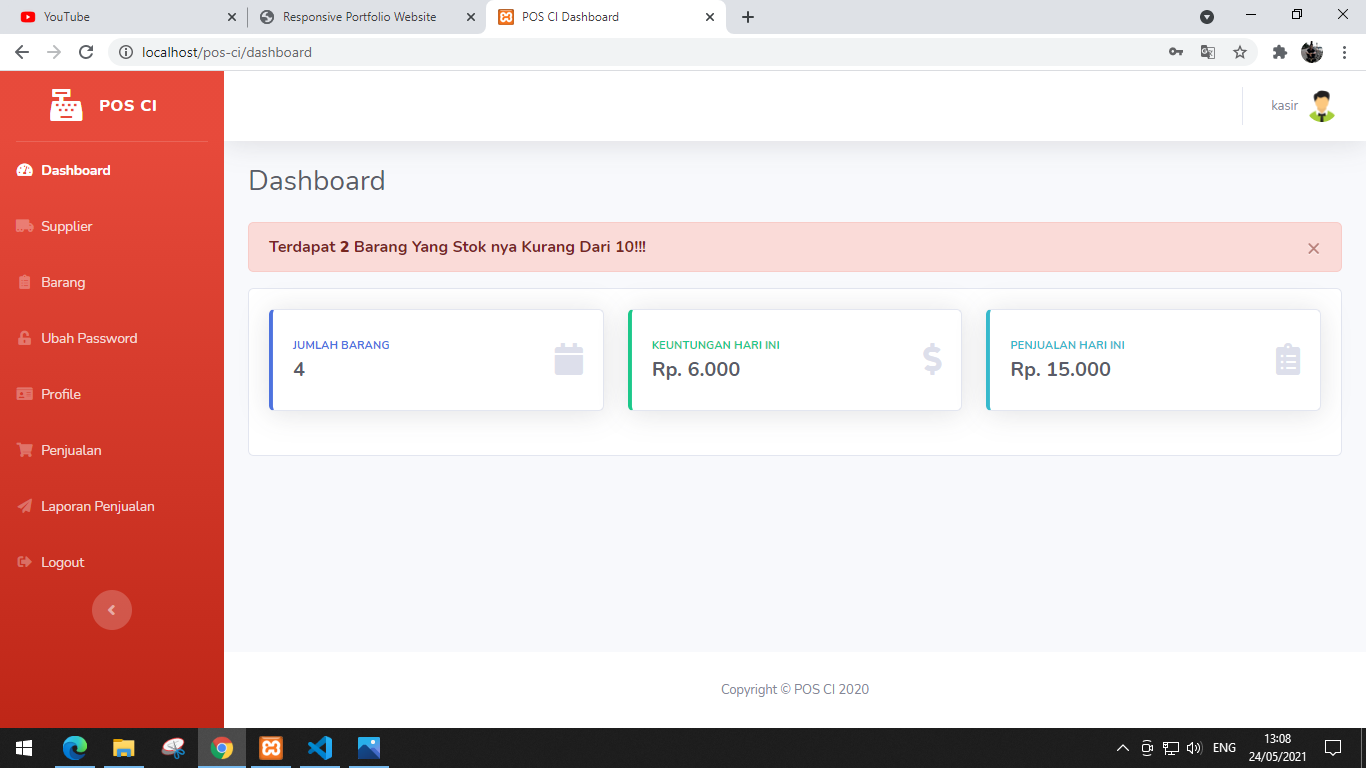 YouTube
Responsive Portfolio Website
POS CI Dashboard
localhost/pos-ci/dashboard
POS CI
kasir
Dashboard
Supplier
Barang
Ubah Password
Profile
Penjualan
Laporan Penjualan
Logout
Dashboard
Terdapat 2 Barang Yang Stok nya Kurang Dari 10!!!
JUMLAH BARANG
4
KEUNTUNGAN HARI INI
Rp. 6.000
PENJUALAN HARI INI
Rp. 15.000
Copyright © POS CI 2020
ENG
13:08
24/05/2021